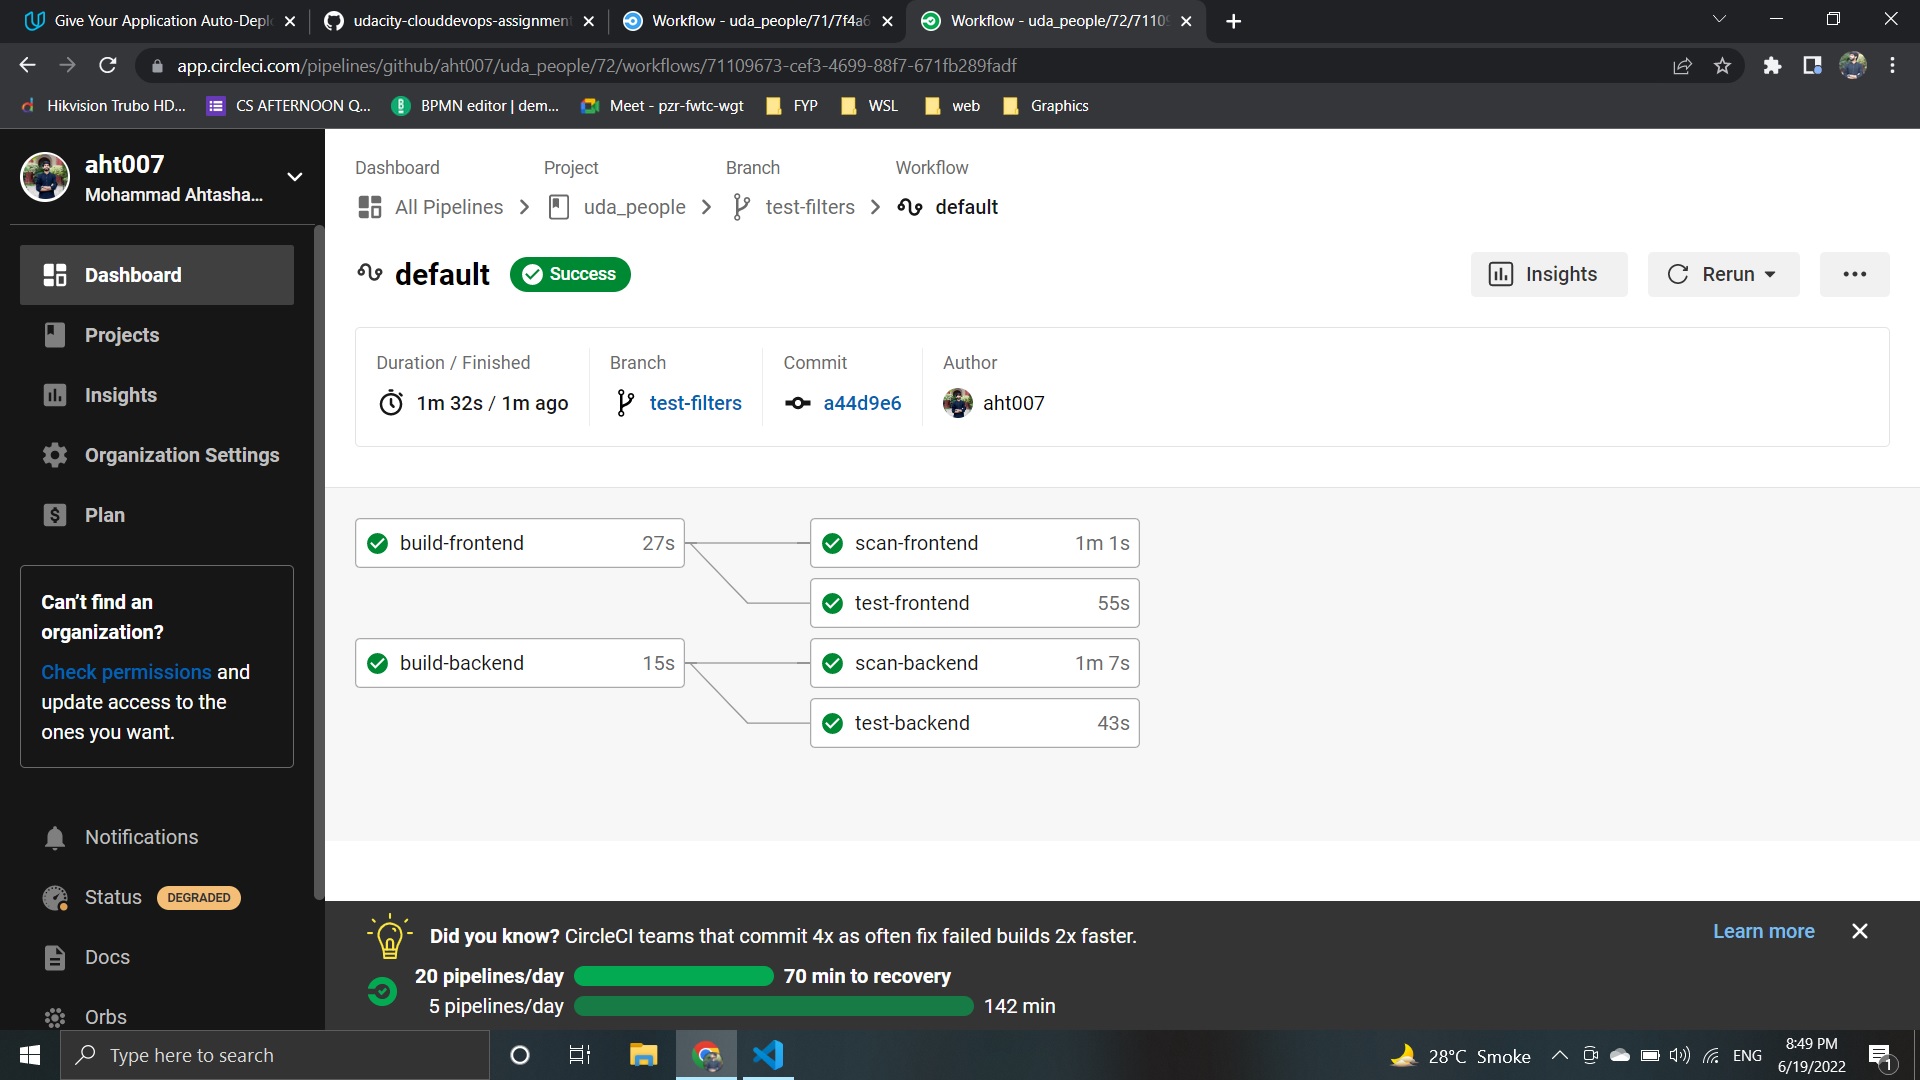 Give Your Application Auto-Depl
udacity-clouddevops-assignment
Workflow - uda_people/71/7f4a6
Workflow - uda_people/72/71109
app.circleci.com/pipelines/github/aht007/uda_people/72/workflows/71109673-cef3-4699-88f7-671fb289fadf
Hikvision Trubo HD...
CS AFTERNOON Q...
BPMN editor | dem...
Meet - pzr-fwtc-wgt
FYP
WSL
web
Graphics
aht007
Mohammad Ahtasha...
Dashboard
Projects
Insights
Organization Settings
Plan
Can't find an
organization?
Check permissions and
update access to the
ones you want.
Notifications
Status DEGRADED
Docs
Orbs
Dashboard Project Branch Workflow
All Pipelines uda_people test-filters default
default Success
Insights Rerun
Duration / Finished Branch Commit Author
1m 32s / 1m ago test-filters a44d9e6 aht007
build-frontend 27s
scan-frontend 1m 1s
test-frontend 55s
build-backend 15s
scan-backend 1m 7s
test-backend 43s
Did you know? CircleCI teams that commit 4x as often fix failed builds 2x faster.
Learn more
20 pipelines/day 70 min to recovery
5 pipelines/day 142 min
Type here to search
28°C Smoke
ENG
8:49 PM
6/19/2022
1